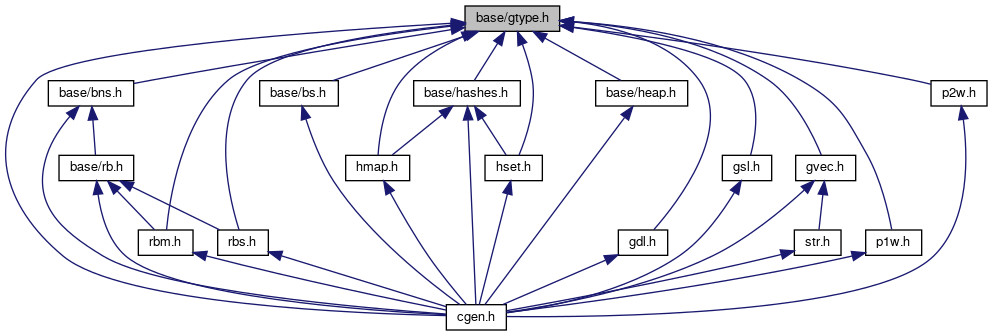 base/gtype.h
base/bns.h
base/bs.h
base/hashes.h
base/heap.h
p2w.h
base/rb.h
hmap.h
hset.h
gsl.h
gvec.h
rbm.h
rbs.h
gdl.h
str.h
p1w.h
cgen.h